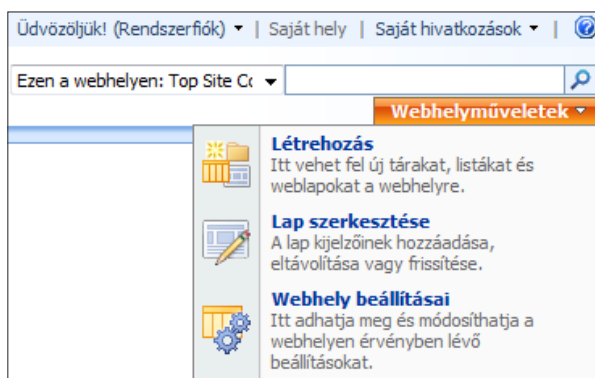 Üdvözöljük! (Rendszerfiók) | Saját hely | Saját hivatkozások |
Ezen a webhelyen: Top Site Cc
Webhelyműveletek
Létrehozás
Itt vehet fel új tárakat, listákat és
weblapokat a webhelyre.
Lap szerkesztése
A lap kijelzőinek hozzáadása,
eltávolítása vagy frissítése.
Webhely beállításai
Itt adhatja meg és módosíthatja a
webhelyen érvényben lévő
beállításokat.